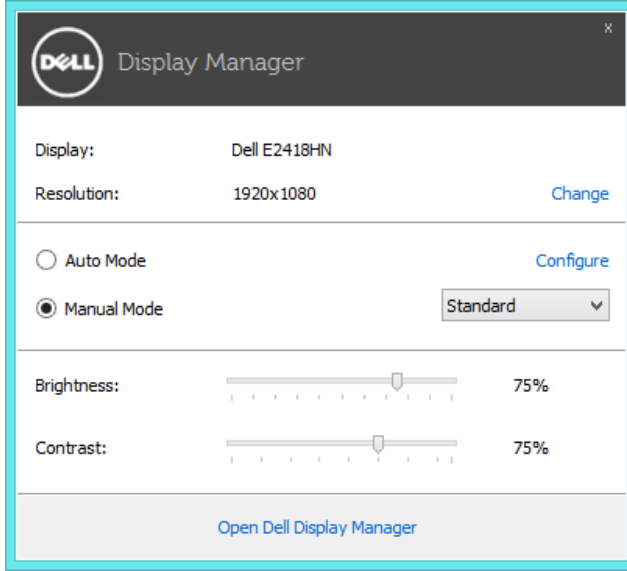 x
DELL Display Manager
Display: Dell E2418HN
Resolution: 1920x1080 Change
Auto Mode Configure
Manual Mode Standard
Brightness: 75%
Contrast: 75%
Open Dell Display Manager